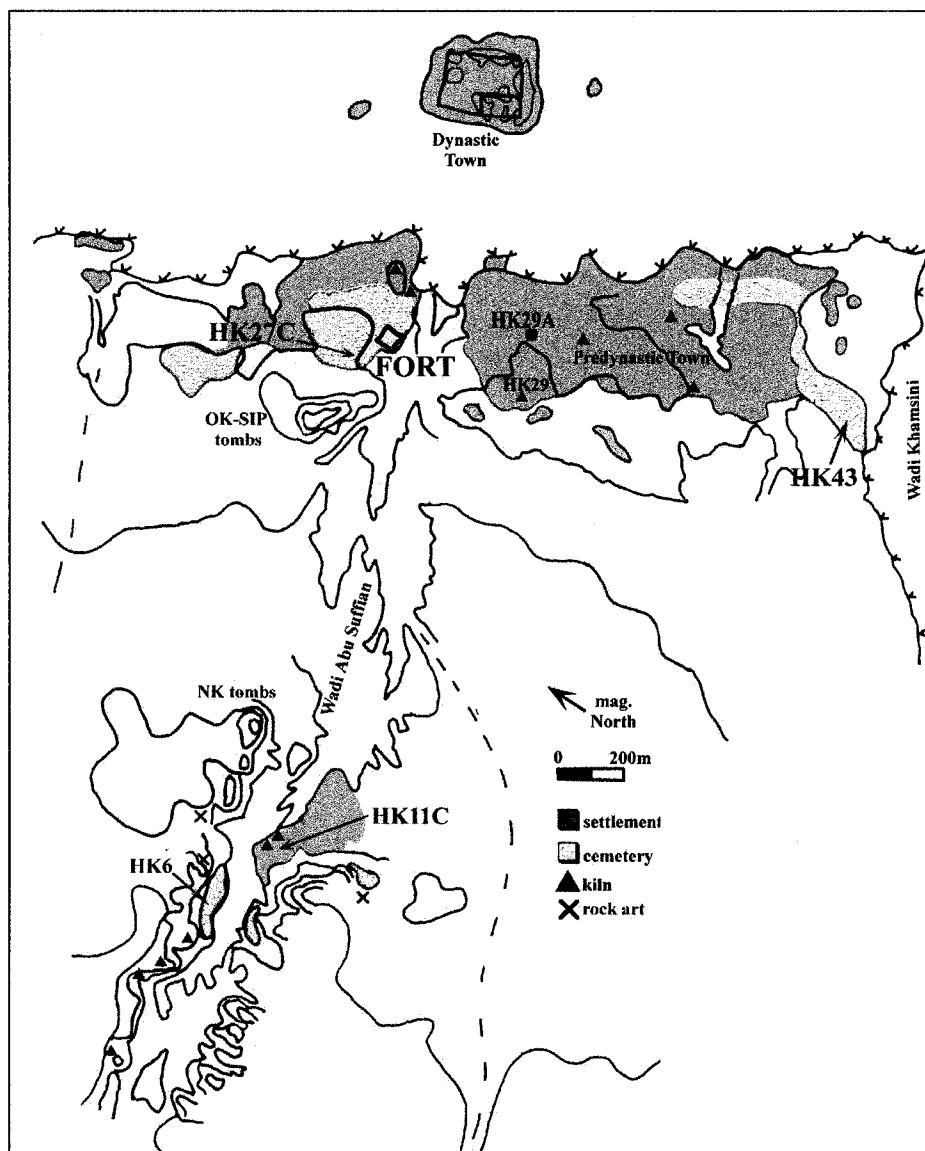 Dynastic
Town
HK27C
FORT
HK29A
Predynastic Town
HK29
OK-SIP
tombs
HK43
Wadi Khamsini
Wadi Abu Suffian
NK tombs
mag.
North
0 200m
HK11C
HK6
settlement
cemetery
kiln
rock art